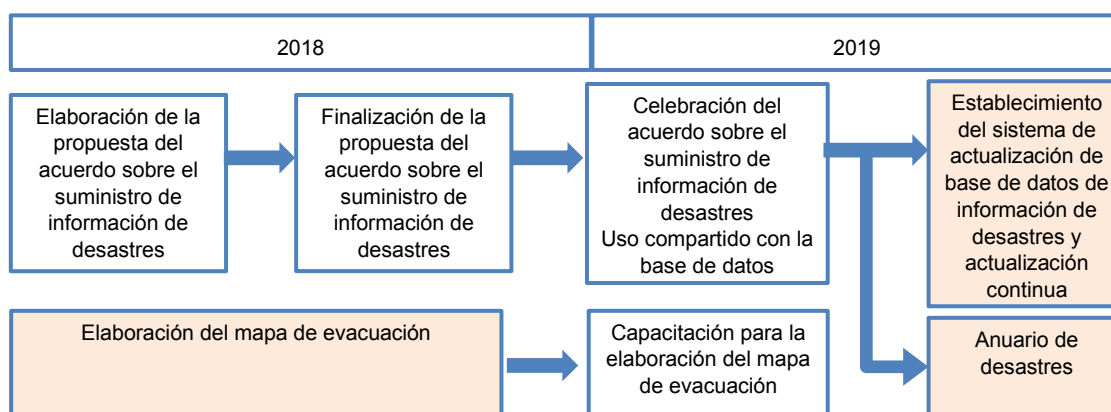 2018
2019
Elaboración de la
propuesta del
acuerdo sobre el
suministro de
información de
desastres
Finalización de la
propuesta del
acuerdo sobre el
suministro de
información de
desastres
Celebración del
acuerdo sobre el
suministro de
información de
desastres
Uso compartido con la
base de datos
Establecimiento
del sistema de
actualización de
base de datos de
información de
desastres y
actualización
continua
Elaboración del mapa de evacuación
Capacitación para la
elaboración del mapa
de evacuación
Anuario de
desastres